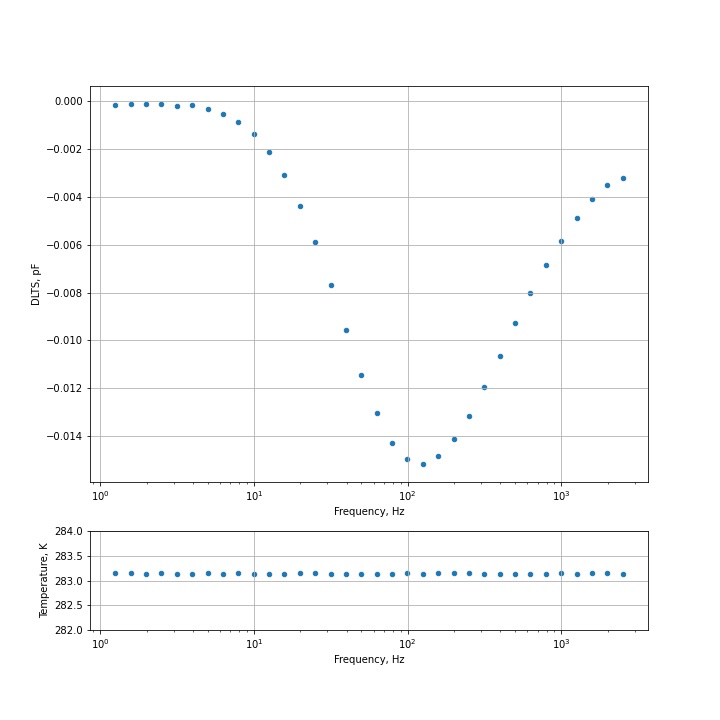 0.000
−0.002
−0.004
−0.006
−0.008
−0.010
−0.012
−0.014
DLTS, pF
10⁰ 10¹ 10² 10³
Frequency, Hz
284.0
283.5
283.0
282.5
282.0
Temperature, K
10⁰ 10¹ 10² 10³
Frequency, Hz